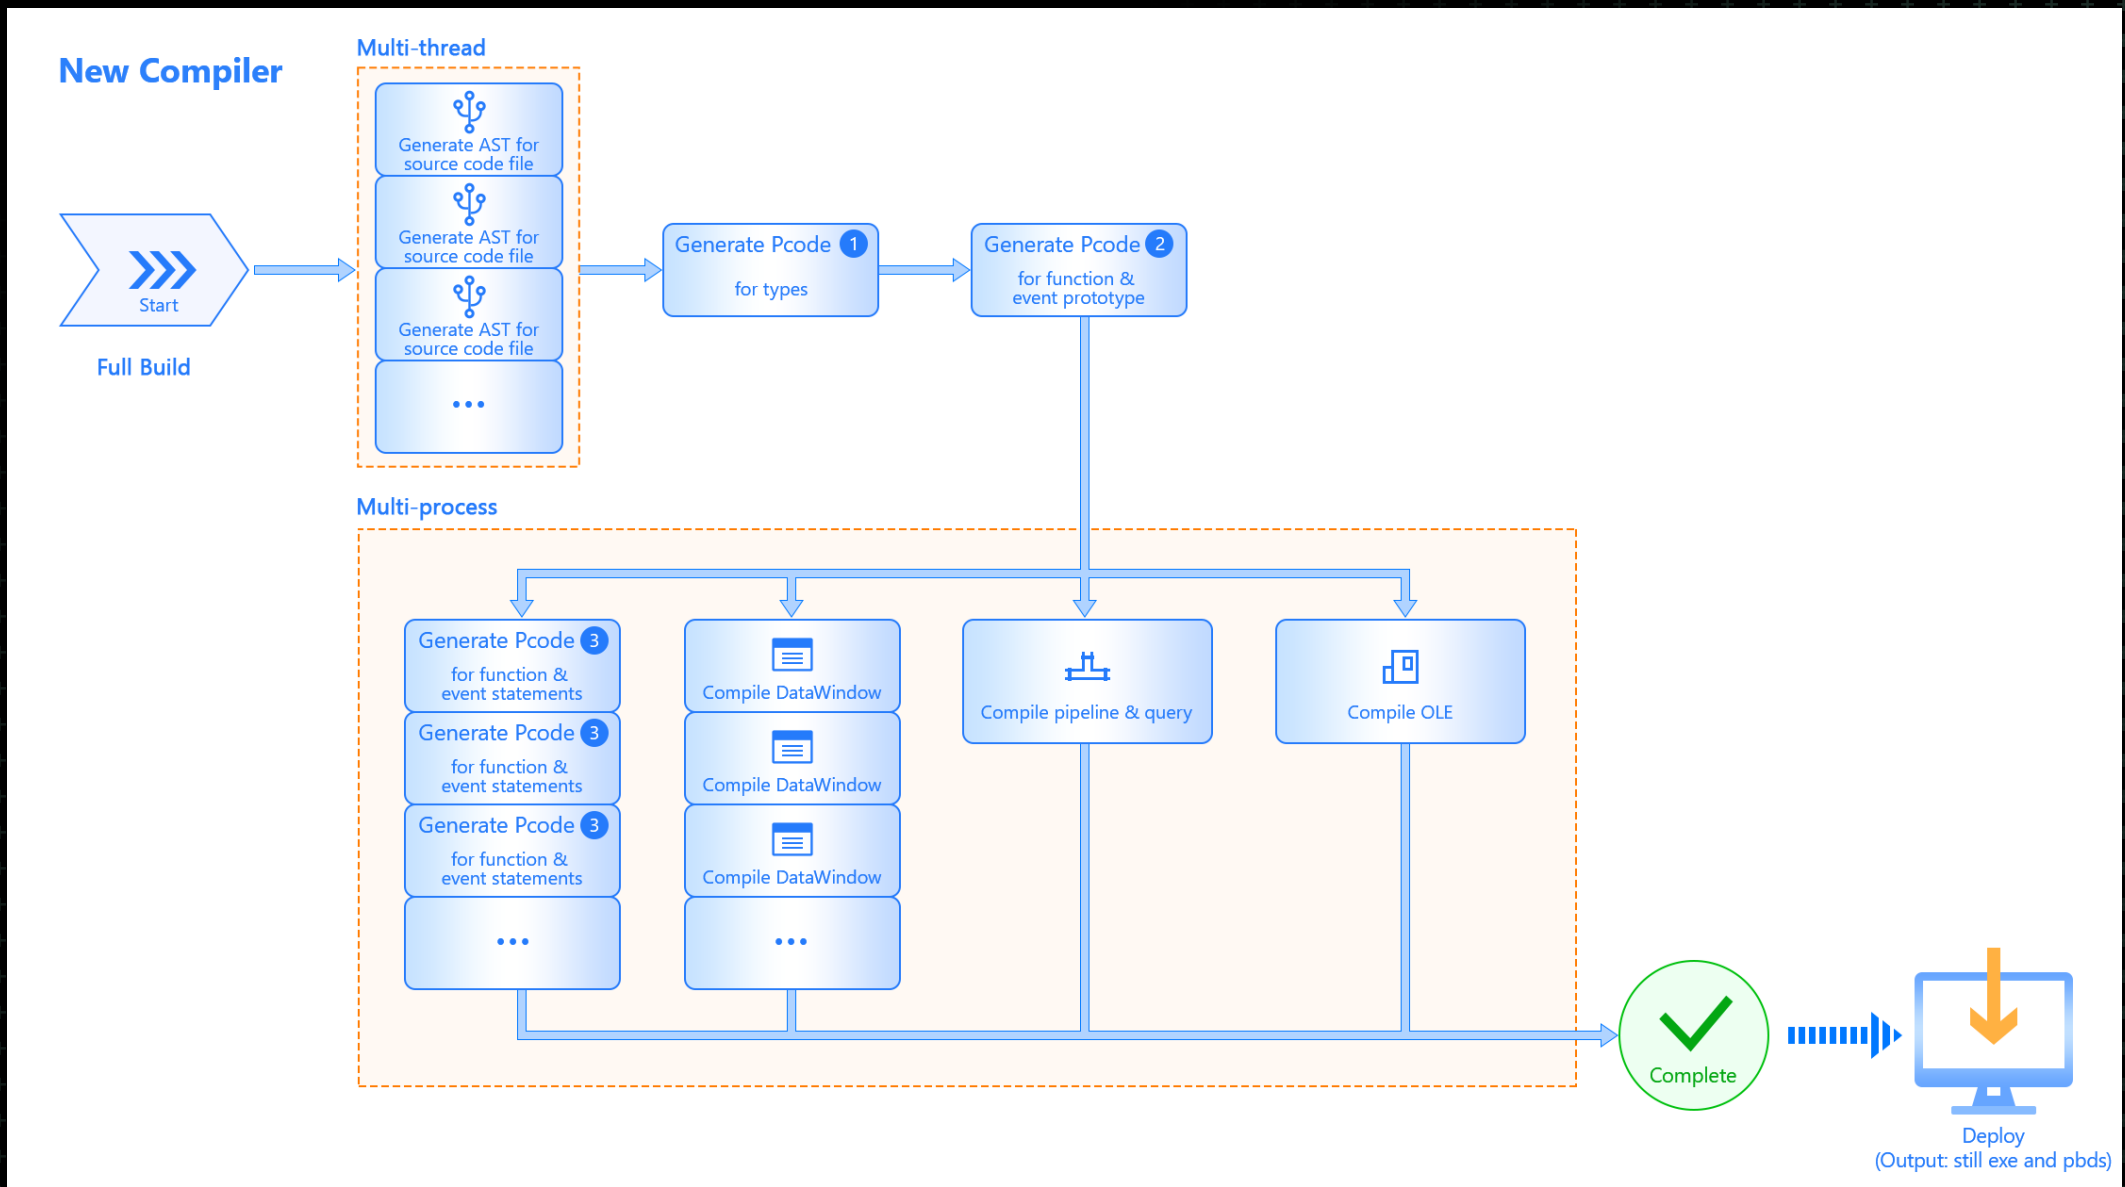 New Compiler
Multi-thread
Generate AST for
source code file
Generate AST for
source code file
Generate AST for
source code file
...
Start
Full Build
Generate Pcode 1
for types
Generate Pcode 2
for function &
event prototype
Multi-process
Generate Pcode 3
for function &
event statements
Generate Pcode 3
for function &
event statements
Generate Pcode 3
for function &
event statements
...
Compile DataWindow
Compile DataWindow
Compile DataWindow
...
Compile pipeline & query
Compile OLE
Complete
Deploy
(Output: still exe and pbds)